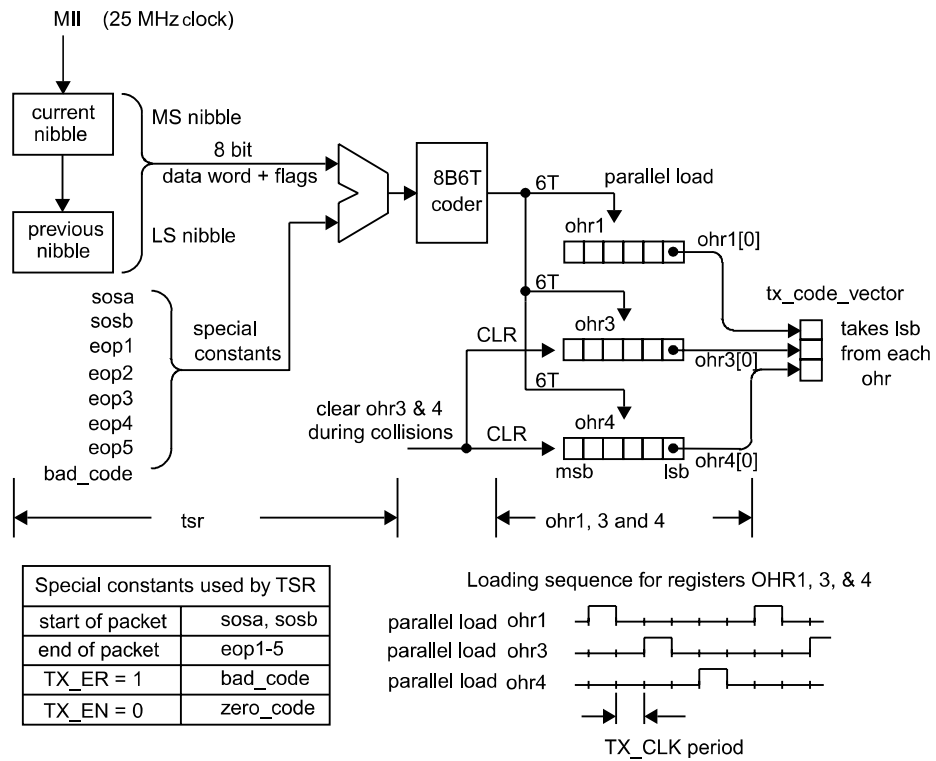 MII (25 MHz clock)
current
nibble
previous
nibble
MS nibble
8 bit
data word + flags
LS nibble
8B6T
coder
6T
parallel load
ohr1
ohr1[0]
6T
ohr3
CLR
ohr3[0]
6T
ohr4
CLR
ohr4[0]
msb
lsb
tx_code_vector
takes lsb
from each
ohr
sosa
sosb
eop1
eop2
eop3
eop4
eop5
bad_code
special
constants
clear ohr3 & 4
during collisions
tsr
ohr1, 3 and 4
Special constants used by TSR
start of packet sosa, sosb
end of packet eop1-5
TX_ER = 1 bad_code
TX_EN = 0 zero_code
Loading sequence for registers OHR1, 3, & 4
parallel load ohr1
parallel load ohr3
parallel load ohr4
TX_CLK period